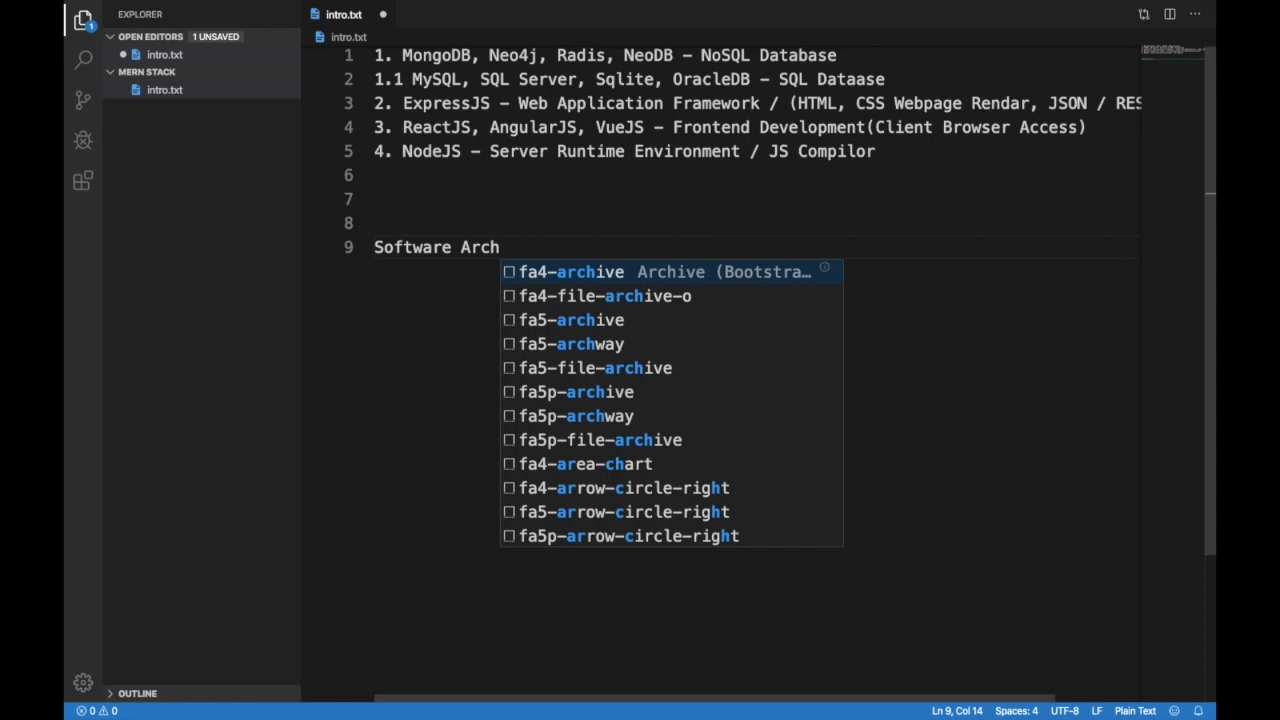 EXPLORER
OPEN EDITORS 1 UNSAVED
intro.txt
MERN STACK
intro.txt
OUTLINE
1
intro.txt
intro.txt
1 1. MongoDB, Neo4j, Radis, NeoDB – NoSQL Database
2 1.1 MySQL, SQL Server, Sqlite, OracleDB – SQL Dataase
3 2. ExpressJS – Web Application Framework / (HTML, CSS Webpage Rendar, JSON / RES
4 3. ReactJS, AngularJS, VueJS – Frontend Development(Client Browser Access)
5 4. NodeJS – Server Runtime Environment / JS Compilor
6
7
8
9 Software Arch
fa4-archive Archive (Bootstra…
fa4-file-archive-o
fa5-archive
fa5-archway
fa5-file-archive
fa5p-archive
fa5p-archway
fa5p-file-archive
fa4-area-chart
fa4-arrow-circle-right
fa5-arrow-circle-right
fa5p-arrow-circle-right
0 0 Ln 9, Col 14 Spaces: 4 UTF-8 LF Plain Text